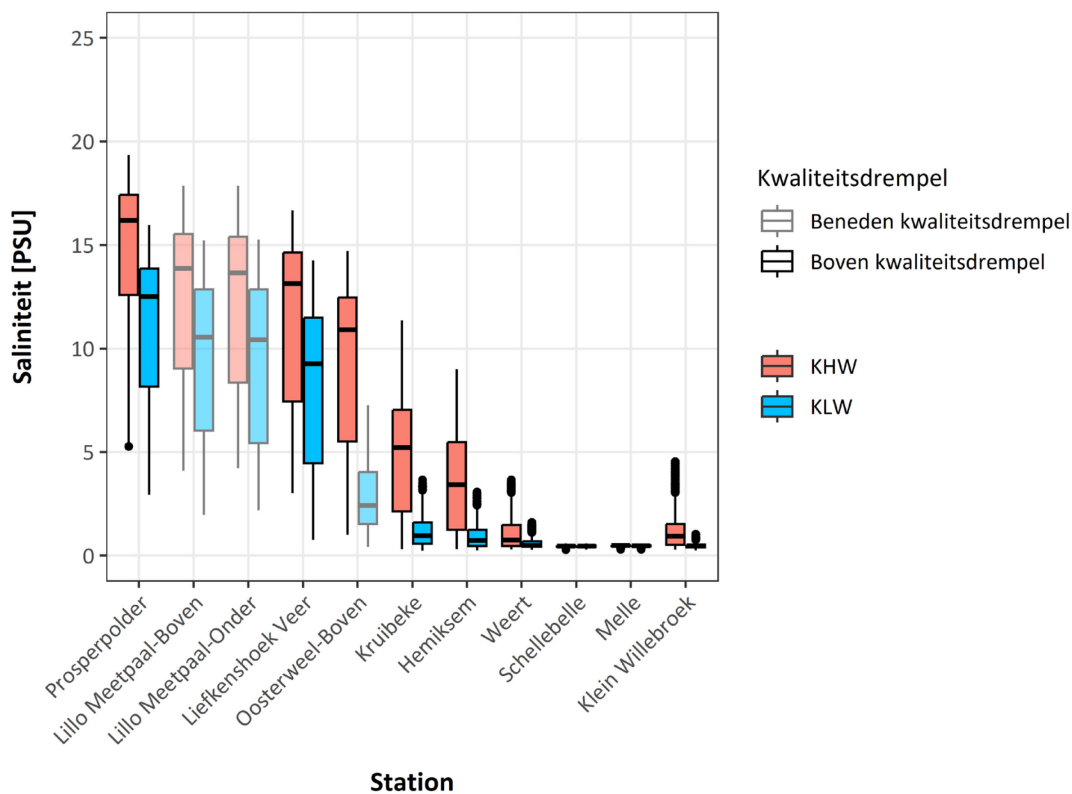 25
20
15
10
5
0
Saliniteit [PSU]
Prosperpolder
Lillo Meetpaal-Boven
Lillo Meetpaal-Onder
Liefkenshoek Veer
Oosterweel-Boven
Kruibeke
Hemiksem
Weert
Schellebelle
Melle
Klein Willebroek
Station
Kwaliteitsdrempel
Beneden kwaliteitsdrempel
Boven kwaliteitsdrempel
KHW
KLW